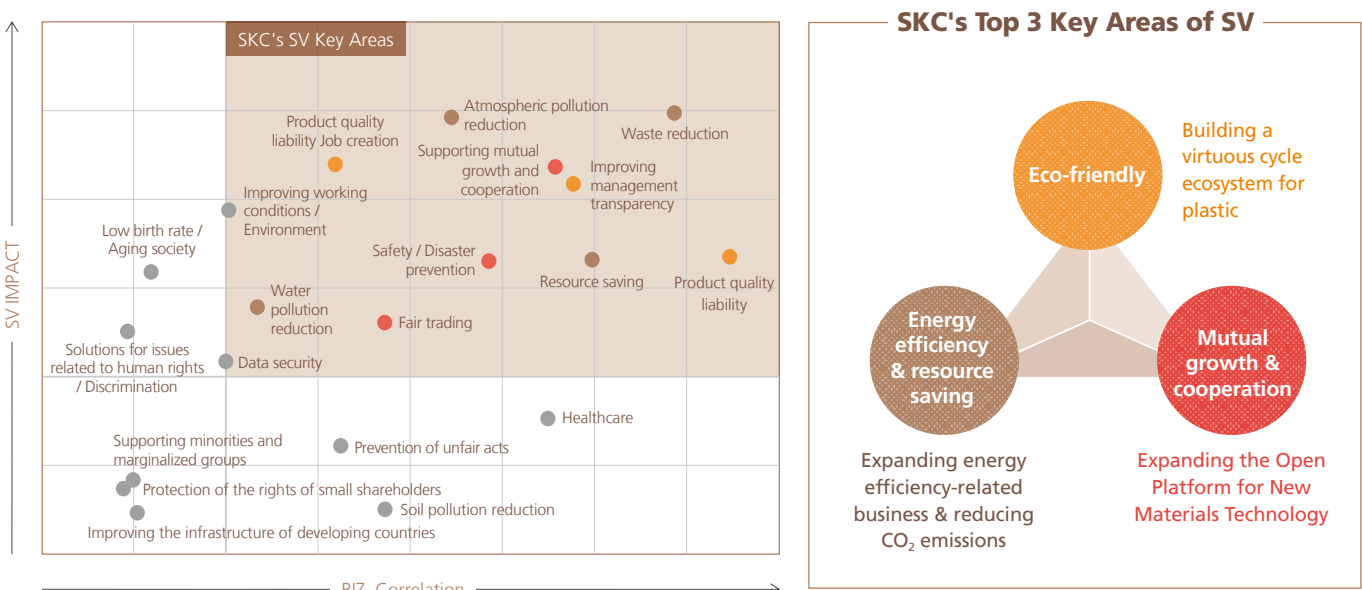 SV IMPACT
SKC's SV Key Areas
Product quality
liability Job creation
Atmospheric pollution
reduction
Waste reduction
Supporting mutual
growth and
cooperation
Improving
management
transparency
Improving working
conditions /
Environment
Low birth rate /
Aging society
Safety / Disaster
prevention
Resource saving
Product quality
liability
Water
pollution
reduction
Fair trading
Solutions for issues
related to human rights
/ Discrimination
Data security
Healthcare
Supporting minorities and
marginalized groups
Prevention of unfair acts
Protection of the rights of small shareholders
Soil pollution reduction
Improving the infrastructure of developing countries
BIZ. Correlation
SKC's Top 3 Key Areas of SV
Eco-friendly
Building a
virtuous cycle
ecosystem for
plastic
Energy
efficiency
& resource
saving
Mutual
growth &
cooperation
Expanding energy
efficiency-related
business & reducing
CO₂ emissions
Expanding the Open
Platform for New
Materials Technology